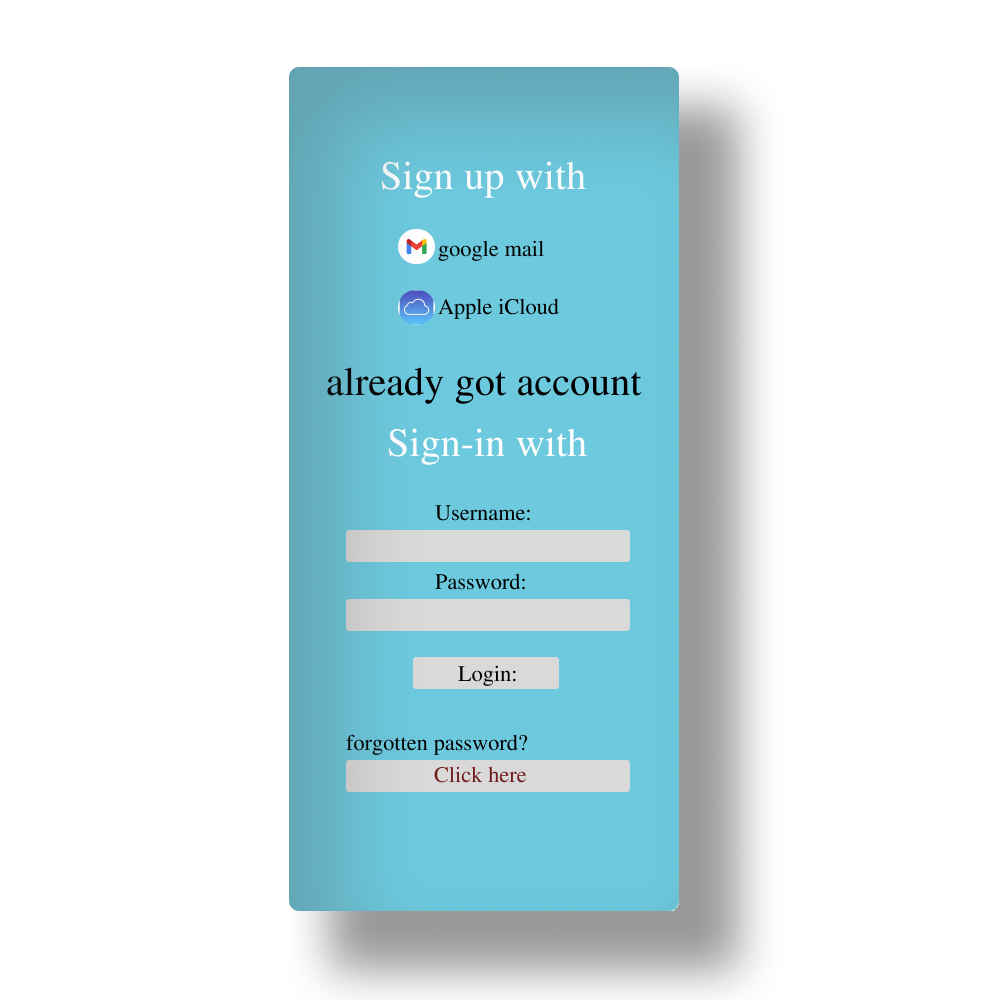 Sign up with
google mail
Apple iCloud
already got account
Sign-in with
Username:
Password:
Login:
forgotten password?
Click here